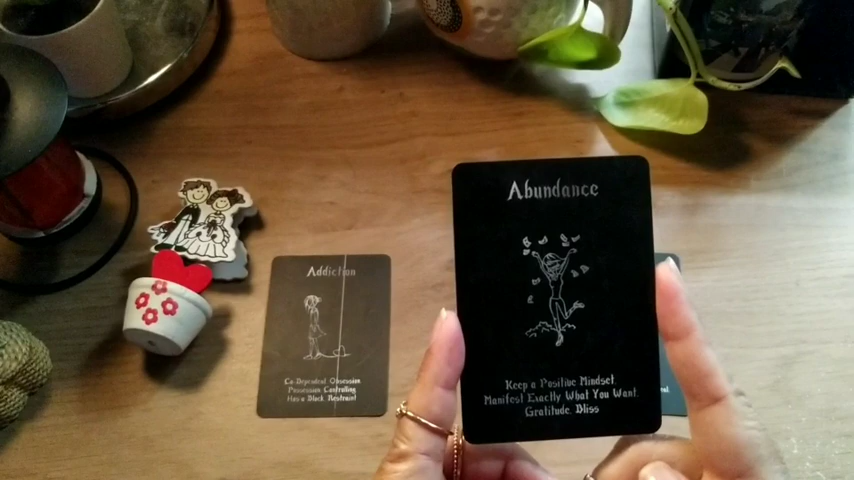 Abundance
Keep a Positive Mindset.
Manifest Exactly What You Want.
Gratitude. Bliss
Addiction
Co-Dependent Obsession
Possession Controlling
Has a Block Restraint